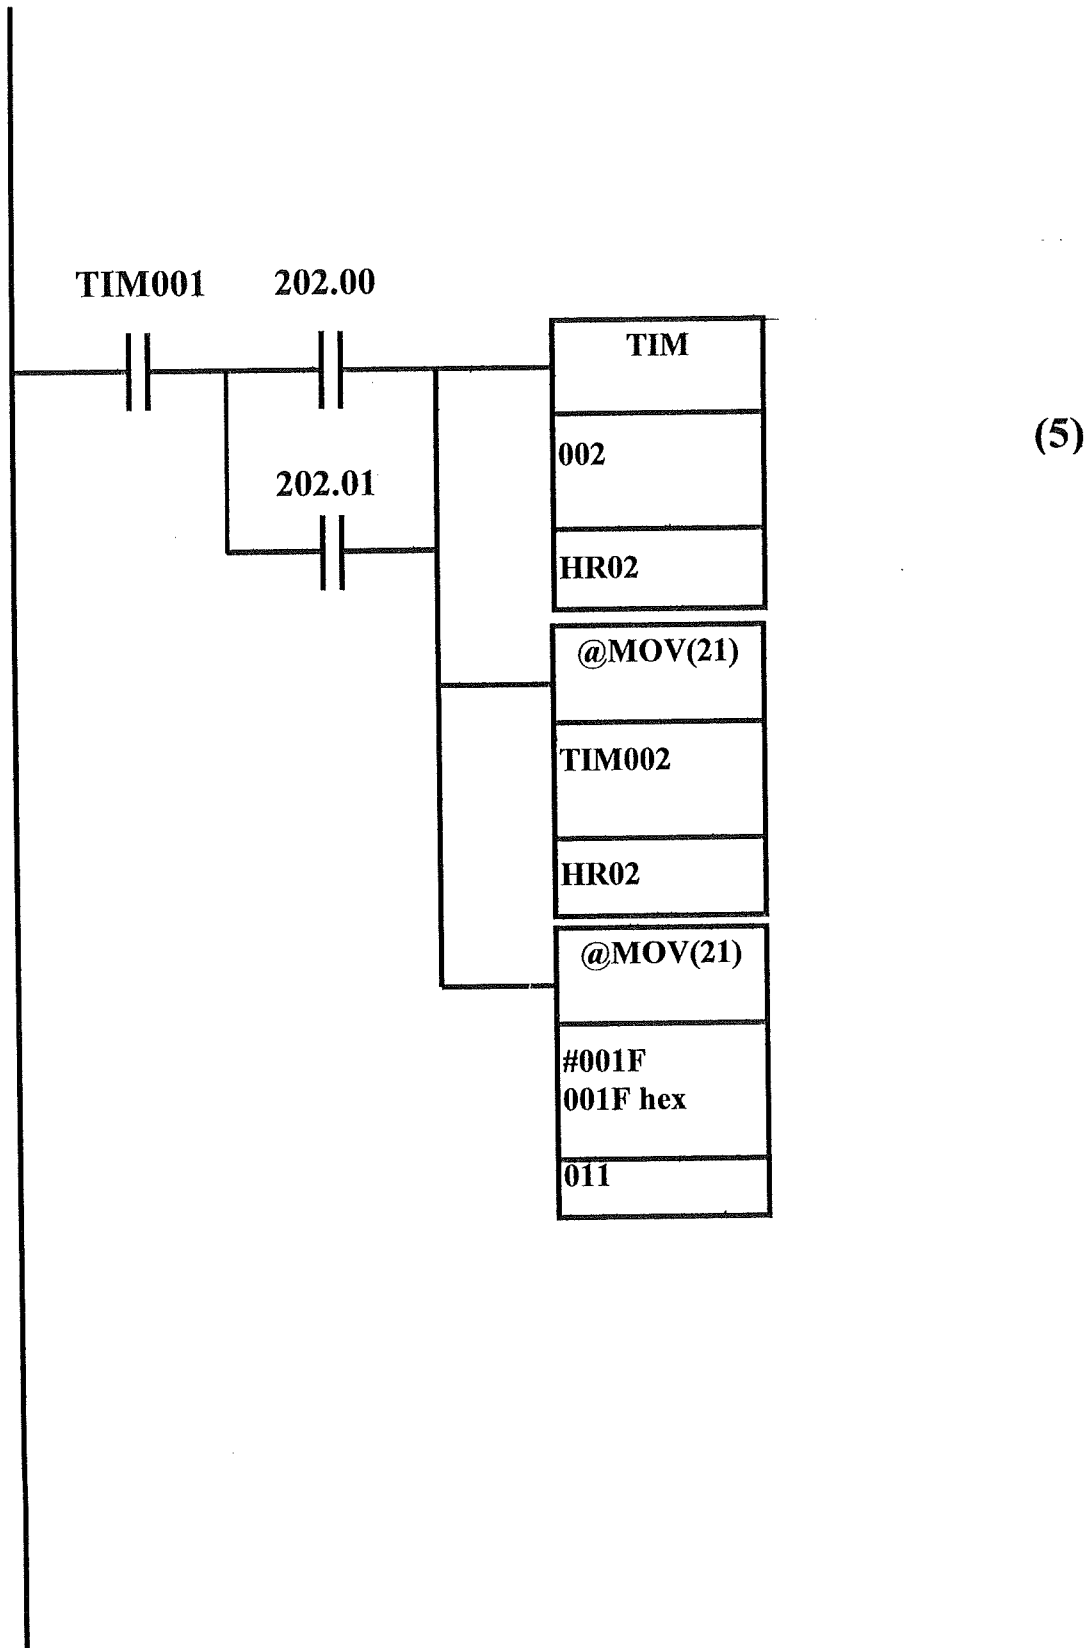 TIM001 202.00
TIM
(5)
002
202.01
HR02
@MOV(21)
TIM002
HR02
@MOV(21)
#001F
001F hex
011